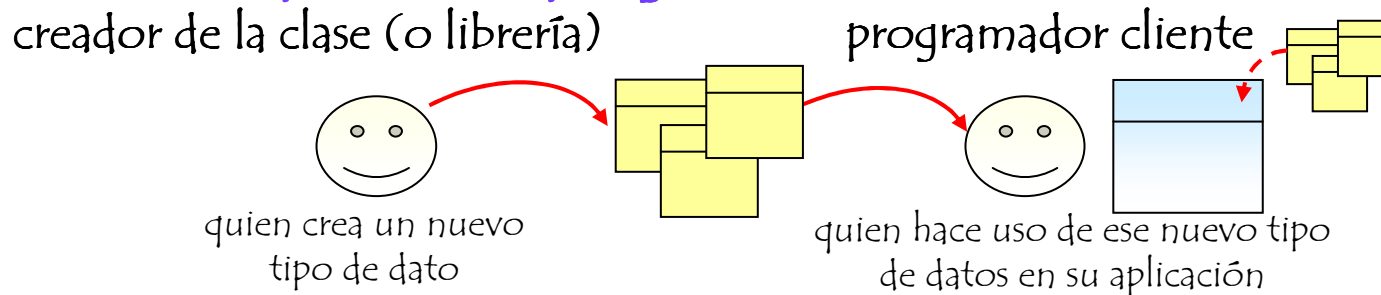 creador de la clase (o librería)
programador cliente
quien crea un nuevo
tipo de dato
quien hace uso de ese nuevo tipo
de datos en su aplicación